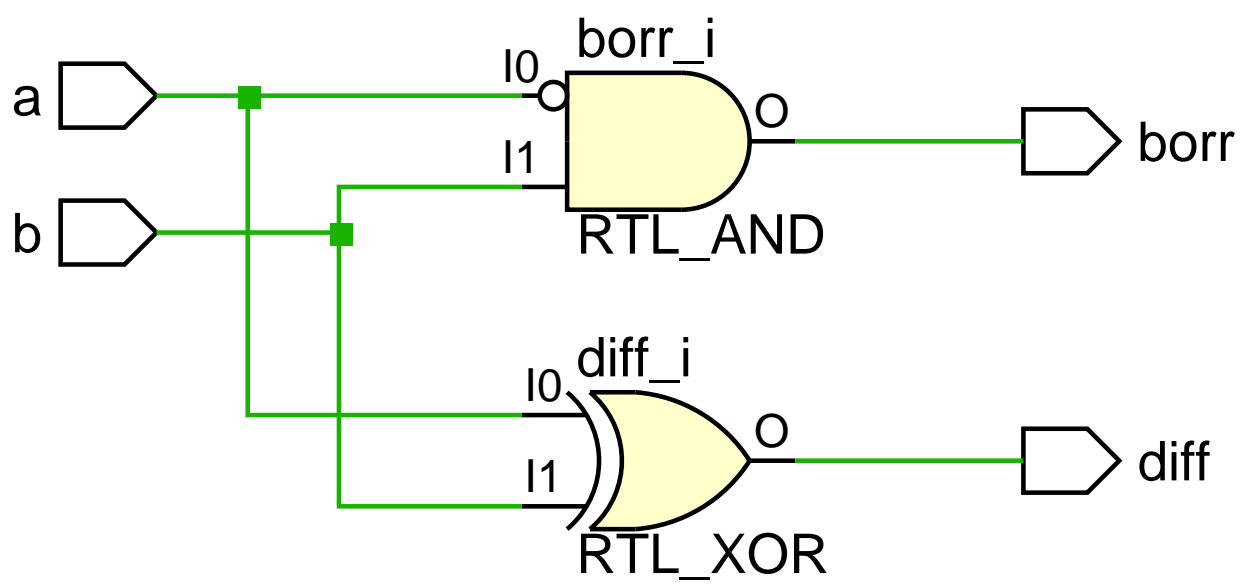 borr_i
I0
a
O
I1
borr
b
RTL_AND
diff_i
I0
O
I1
diff
RTL_XOR